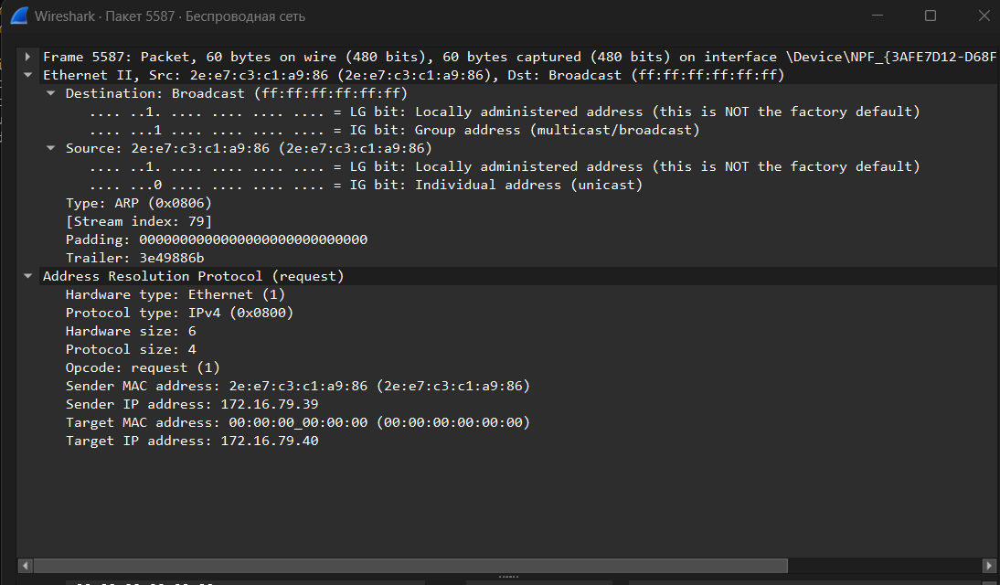 Wireshark · Пакет 5587 · Беспроводная сеть
Frame 5587: Packet, 60 bytes on wire (480 bits), 60 bytes captured (480 bits) on interface \Device\NPF_{3AFE7D12-D68F
Ethernet II, Src: 2e:e7:c3:c1:a9:86 (2e:e7:c3:c1:a9:86), Dst: Broadcast (ff:ff:ff:ff:ff:ff)
Destination: Broadcast (ff:ff:ff:ff:ff:ff)
.... ..1. .... .... .... .... = LG bit: Locally administered address (this is NOT the factory default)
.... ...1 .... .... .... .... = IG bit: Group address (multicast/broadcast)
Source: 2e:e7:c3:c1:a9:86 (2e:e7:c3:c1:a9:86)
.... ..1. .... .... .... .... = LG bit: Locally administered address (this is NOT the factory default)
.... ...0 .... .... .... .... = IG bit: Individual address (unicast)
Type: ARP (0x0806)
[Stream index: 79]
Padding: 0000000000000000000000000000
Trailer: 3e49886b
Address Resolution Protocol (request)
Hardware type: Ethernet (1)
Protocol type: IPv4 (0x0800)
Hardware size: 6
Protocol size: 4
Opcode: request (1)
Sender MAC address: 2e:e7:c3:c1:a9:86 (2e:e7:c3:c1:a9:86)
Sender IP address: 172.16.79.39
Target MAC address: 00:00:00_00:00:00 (00:00:00:00:00:00)
Target IP address: 172.16.79.40